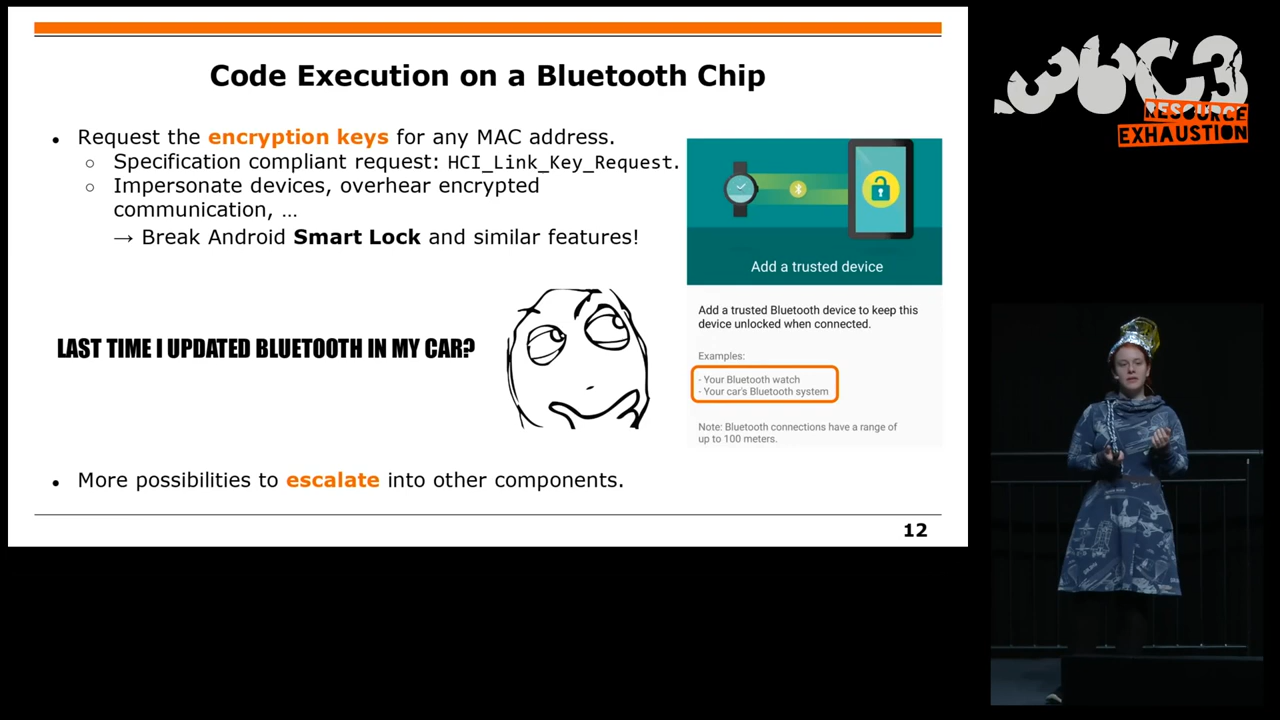 Code Execution on a Bluetooth Chip
• Request the encryption keys for any MAC address.
○ Specification compliant request: HCI_Link_Key_Request.
○ Impersonate devices, overhear encrypted
communication, …
→ Break Android Smart Lock and similar features!
LAST TIME I UPDATED BLUETOOTH IN MY CAR?
• More possibilities to escalate into other components.
Add a trusted device
Add a trusted Bluetooth device to keep this
device unlocked when connected.
Examples:
- Your Bluetooth watch
- Your car's Bluetooth system
Note: Bluetooth connections have a range of
up to 100 meters.
12
36C3
RESOURCE
EXHAUSTION